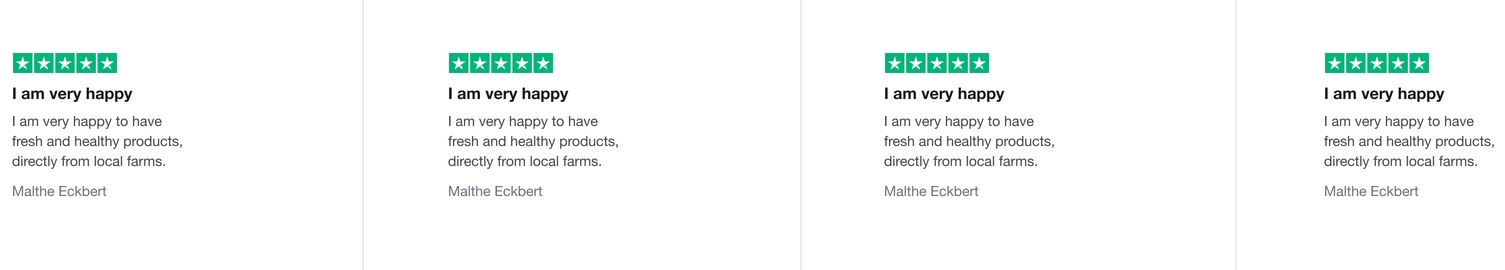 I am very happy
I am very happy to have
fresh and healthy products,
directly from local farms.
Malthe Eckbert
I am very happy
I am very happy to have
fresh and healthy products,
directly from local farms.
Malthe Eckbert
I am very happy
I am very happy to have
fresh and healthy products,
directly from local farms.
Malthe Eckbert
I am very happy
I am very happy to have
fresh and healthy products,
directly from local farms.
Malthe Eckbert